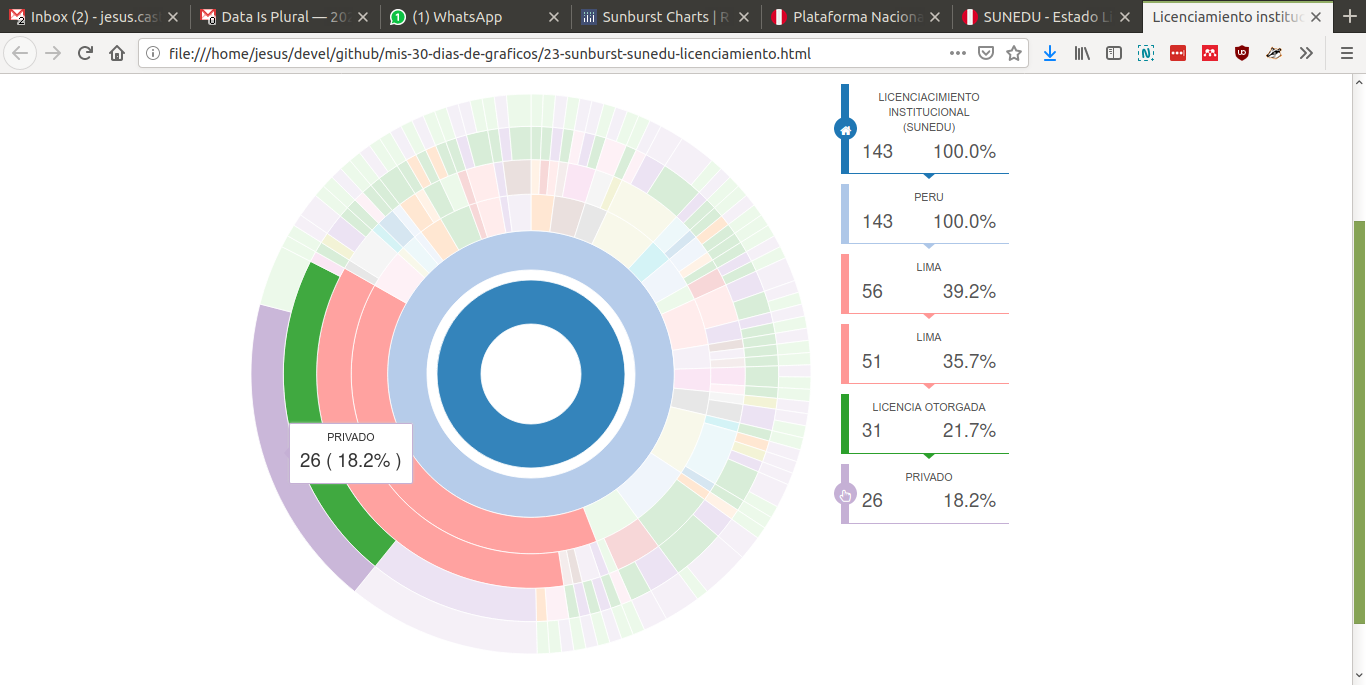 Inbox (2) - jesus.cas
Data Is Plural — 202
(1) WhatsApp
Sunburst Charts | R
Plataforma Naciona
SUNEDU - Estado Li
Licenciamiento instituc
file:///home/jesus/devel/github/mis-30-dias-de-graficos/23-sunburst-sunedu-licenciamiento.html
LICENCIACIMIENTO
INSTITUCIONAL
(SUNEDU)
143 100.0%
PERU
143 100.0%
LIMA
56 39.2%
LIMA
51 35.7%
LICENCIA OTORGADA
31 21.7%
PRIVADO
26 18.2%
PRIVADO
26 ( 18.2% )